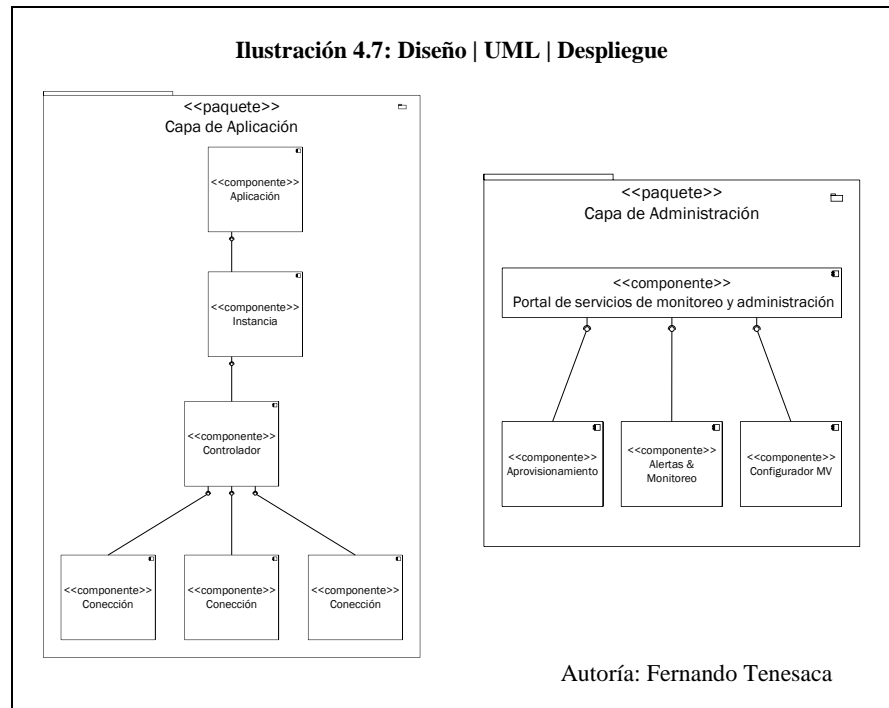 Ilustración 4.7: Diseño | UML | Despliegue
<<paquete>>
Capa de Aplicación
<<componente>>
Aplicación
<<componente>>
Instancia
<<componente>>
Controlador
<<componente>>
Conección
<<componente>>
Conección
<<componente>>
Conección
<<paquete>>
Capa de Administración
<<componente>>
Portal de servicios de monitoreo y administración
<<componente>>
Aprovisionamiento
<<componente>>
Alertas &
Monitoreo
<<componente>>
Configurador MV
Autoría: Fernando Tenesaca